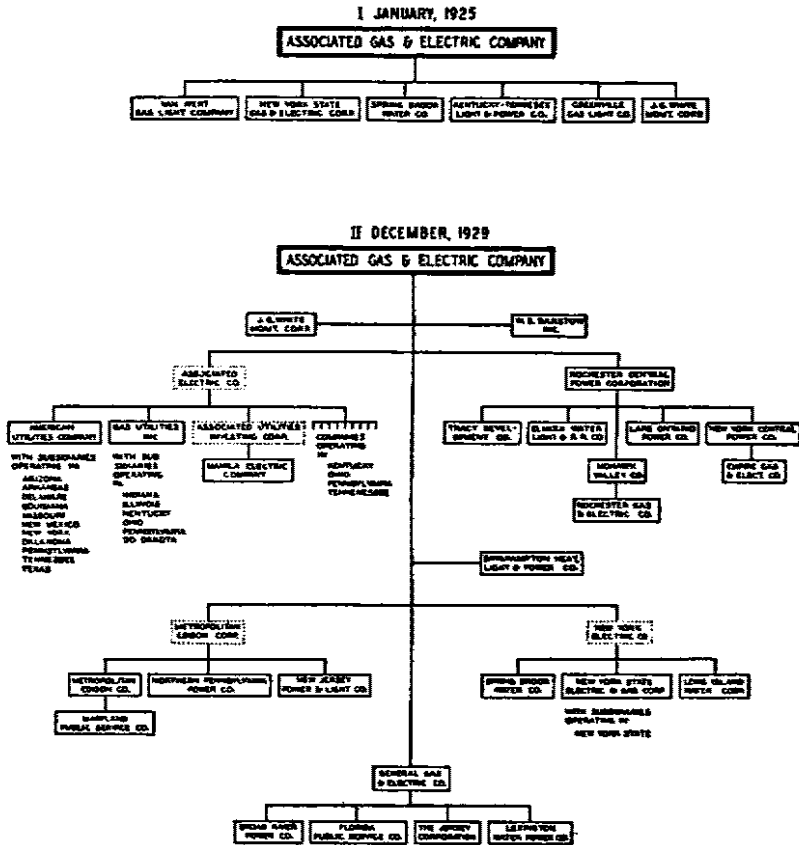 I JANUARY, 1925
ASSOCIATED GAS & ELECTRIC COMPANY
VAN WERT
GAS LIGHT COMPANY
NEW YORK STATE
GAS & ELECTRIC CORP.
SPRING BROOK
WATER CO.
KENTUCKY-TENNESSEE
LIGHT & POWER CO.
GREENVILLE
GAS LIGHT CO.
J.G. WHITE
MGMT. CORP.
II DECEMBER, 1929
ASSOCIATED GAS & ELECTRIC COMPANY
J.G. WHITE
MGMT. CORP.
W.S. BARSTOW
INC.
ASSOCIATED
ELECTRIC CO.
ROCHESTER CENTRAL
POWER CORPORATION
AMERICAN
UTILITIES COMPANY
WITH SUBSIDIARIES
OPERATING IN
ARIZONA
ARKANSAS
DELAWARE
LOUISIANA
MISSOURI
NEW MEXICO
NEW YORK
OKLAHOMA
PENNSYLVANIA
TENNESSEE
TEXAS
GAS UTILITIES
INC.
WITH SUB
SIDIARIES
OPERATING
IN
INDIANA
ILLINOIS
KENTUCKY
OHIO
PENNSYLVANIA
SO DAKOTA
ASSOCIATED UTILITIES
INVESTING CORP.
MANILA ELECTRIC
COMPANY
COMPANIES
OPERATING
IN
KENTUCKY
OHIO
PENNSYLVANIA
TENNESSEE
TRACT DEVEL-
OPMENT CO.
ELMIRA WATER
LIGHT & R.R. CO
LAKE ONTARIO
POWER CO.
NEW YORK CENTRAL
POWER CO.
MOHAWK
VALLEY CO.
EMPIRE GAS
& ELECT. CO.
ROCHESTER GAS
& ELECTRIC CO.
BINGHAMPTON HEAT,
LIGHT & POWER CO.
METROPOLITAN
EDISON CORP.
NEW YORK
ELECTRIC CO
METROPOLITAN
EDISON CO.
NORTHERN PENNSYLVANIA
POWER CO.
NEW JERSEY
POWER & LIGHT CO.
MARYLAND
PUBLIC SERVICE CO.
SPRING BROOK
WATER CO.
NEW YORK STATE
ELECTRIC & GAS CORP.
LONG ISLAND
WATER CORP.
WITH SUBSIDIARIES
OPERATING IN
NEW YORK STATE
GENERAL GAS
& ELECTRIC CO.
BROAD RIVER
POWER CO.
FLORIDA
PUBLIC SERVICE CO.
THE JERSEY
CORPORATION
LEXINGTON
WATER POWER CO.